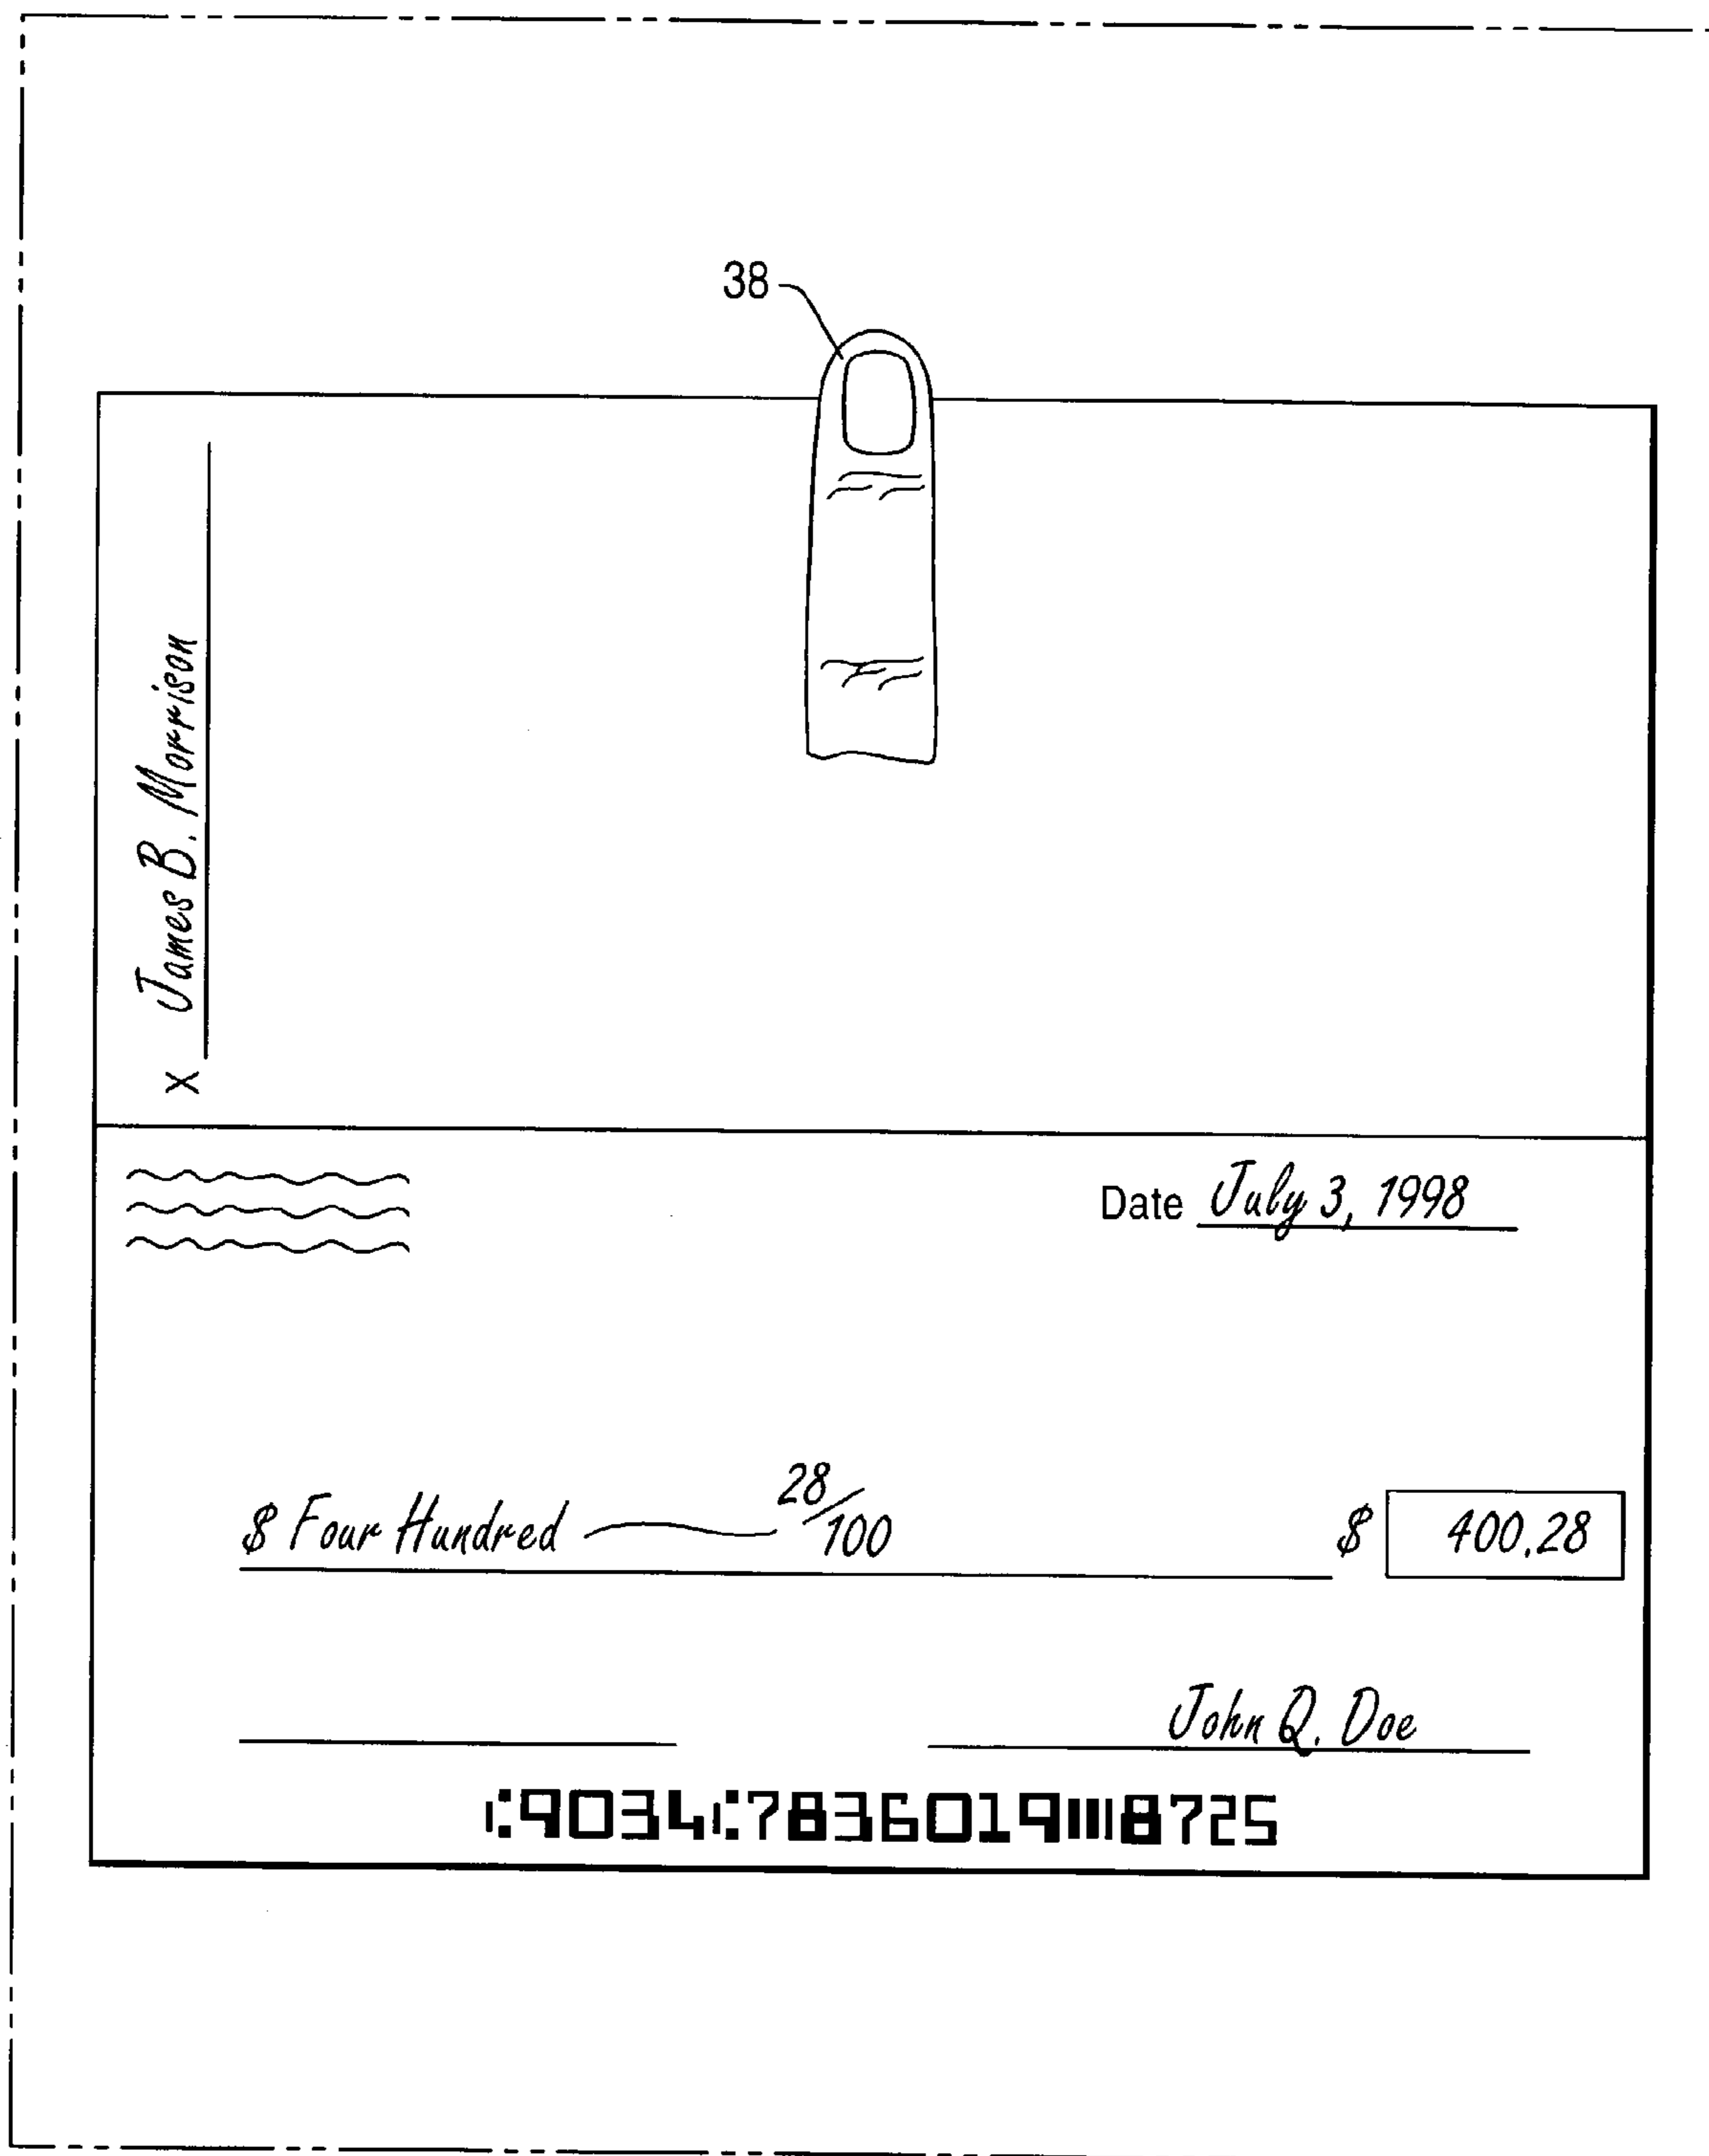 38
x James B. Morrison
Date July 3, 1998
$ Four Hundred 28/100 $ 400.28
John Q. Doe
⑆9034⑆7836019⑈8725